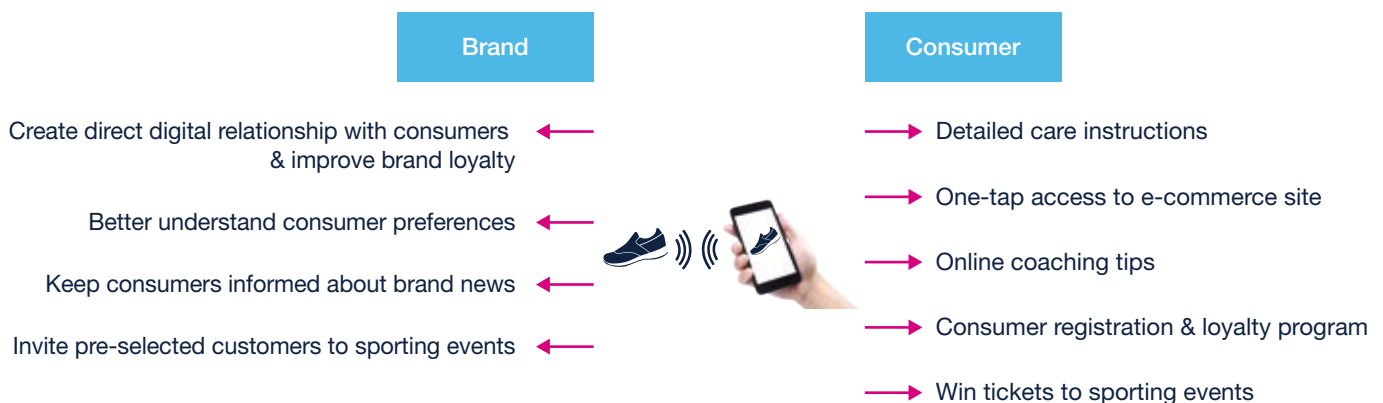 Brand
Create direct digital relationship with consumers
& improve brand loyalty
Better understand consumer preferences
Keep consumers informed about brand news
Invite pre-selected customers to sporting events
Consumer
Detailed care instructions
One-tap access to e-commerce site
Online coaching tips
Consumer registration & loyalty program
Win tickets to sporting events